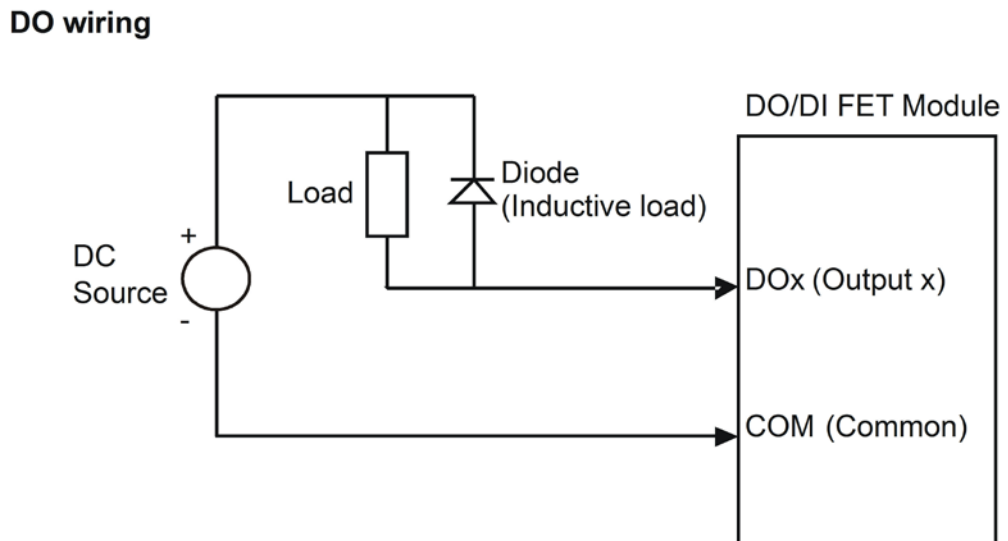 DO wiring
DO/DI FET Module
Diode
(Inductive load)
Load
+
DC
Source
-
DOx (Output x)
COM (Common)